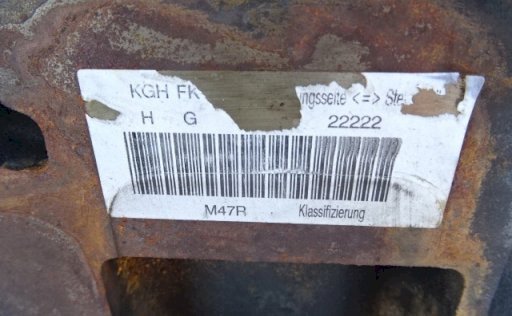 KGH FK ngsseite <=> Ste
H G 22222
M47R Klassifizierung